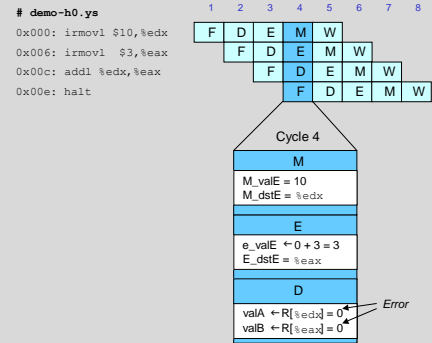 # demo-h0.ys
1 2 3 4 5 6 7 8
0x000: irmovl $10,%edx F D E M W
0x006: irmovl $3,%eax F D E M W
0x00c: addl %edx,%eax F D E M W
0x00e: halt F D E M W
Cycle 4
M
M_valE = 10
M_dstE = %edx
E
e_valE ← 0 + 3 = 3
E_dstE = %eax
D
valA ← R[%edx] = 0
Error
valB ← R[%eax] = 0